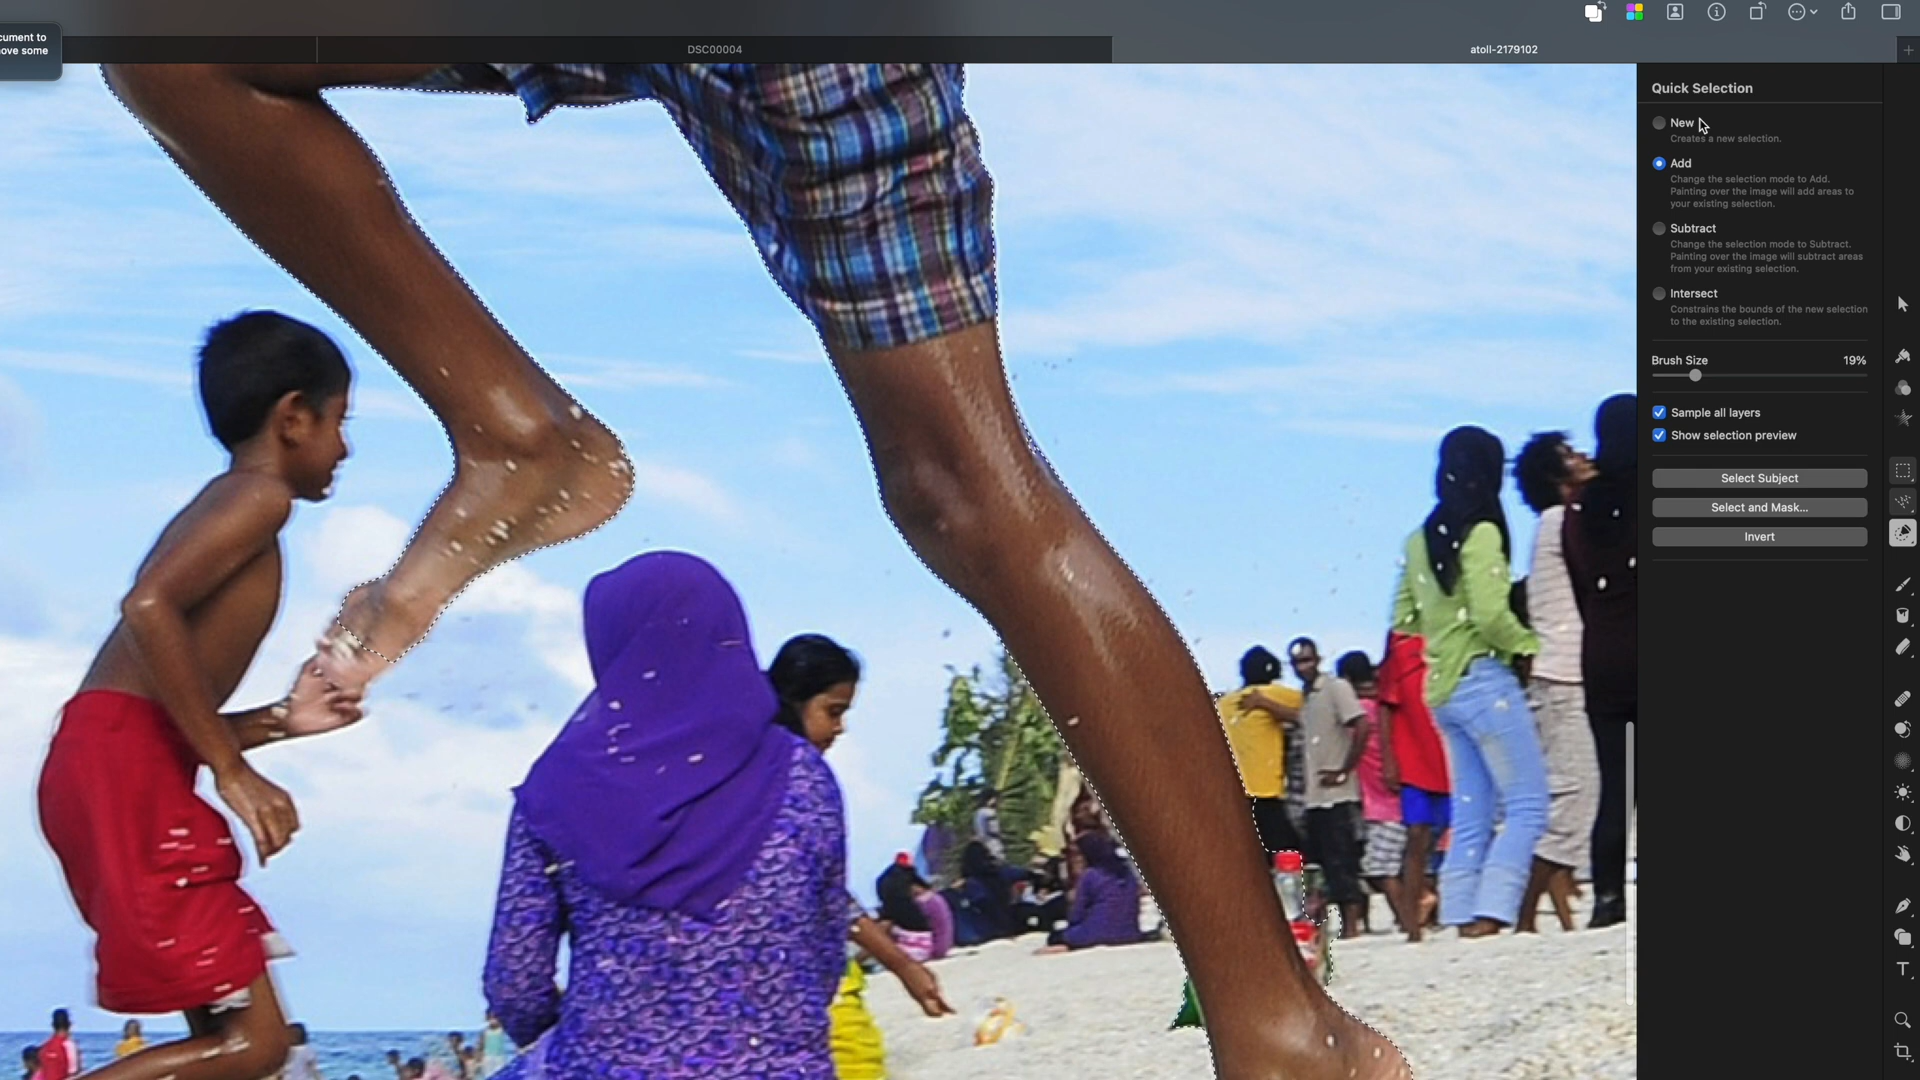 cument to
ove some
DSC00004
atoll-2179102
Quick Selection
New
Creates a new selection.
Add
Change the selection mode to Add.
Painting over the image will add areas to
your existing selection.
Subtract
Change the selection mode to Subtract.
Painting over the image will subtract areas
from your existing selection.
Intersect
Constrains the bounds of the new selection
to the existing selection.
Brush Size 19%
Sample all layers
Show selection preview
Select Subject
Select and Mask...
Invert